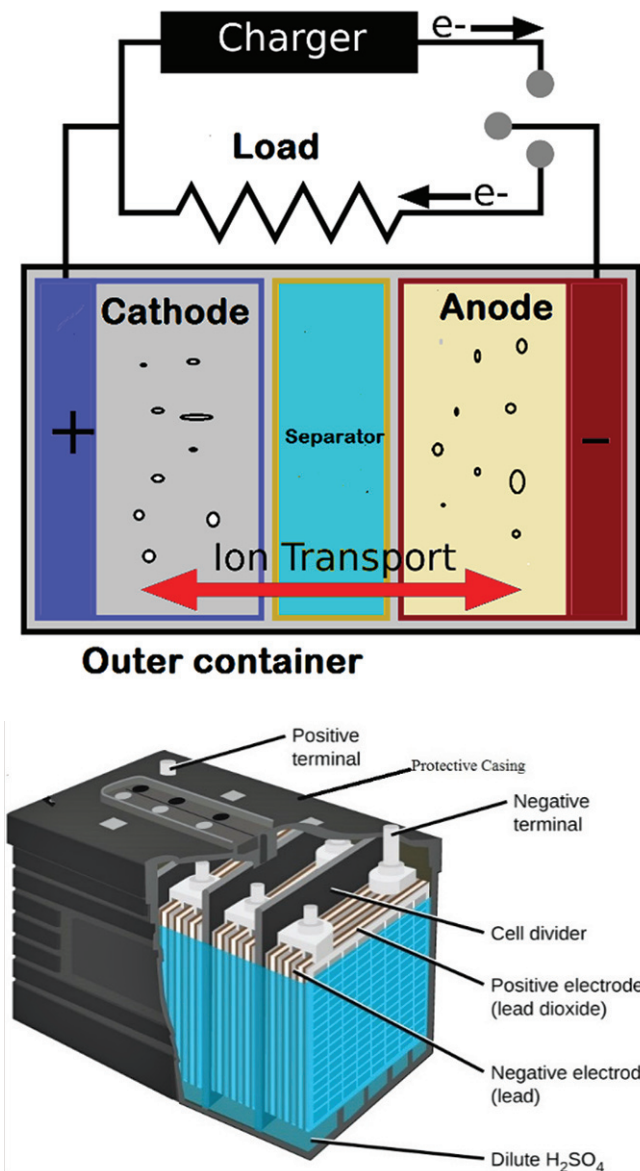 Charger
e-
Load
e-
Cathode
Anode
+
Separator
-
Ion Transport
Outer container
Positive
terminal
Protective Casing
Negative
terminal
Cell divider
Positive electrode
(lead dioxide)
Negative electrod
(lead)
Dilute H₂SO₄